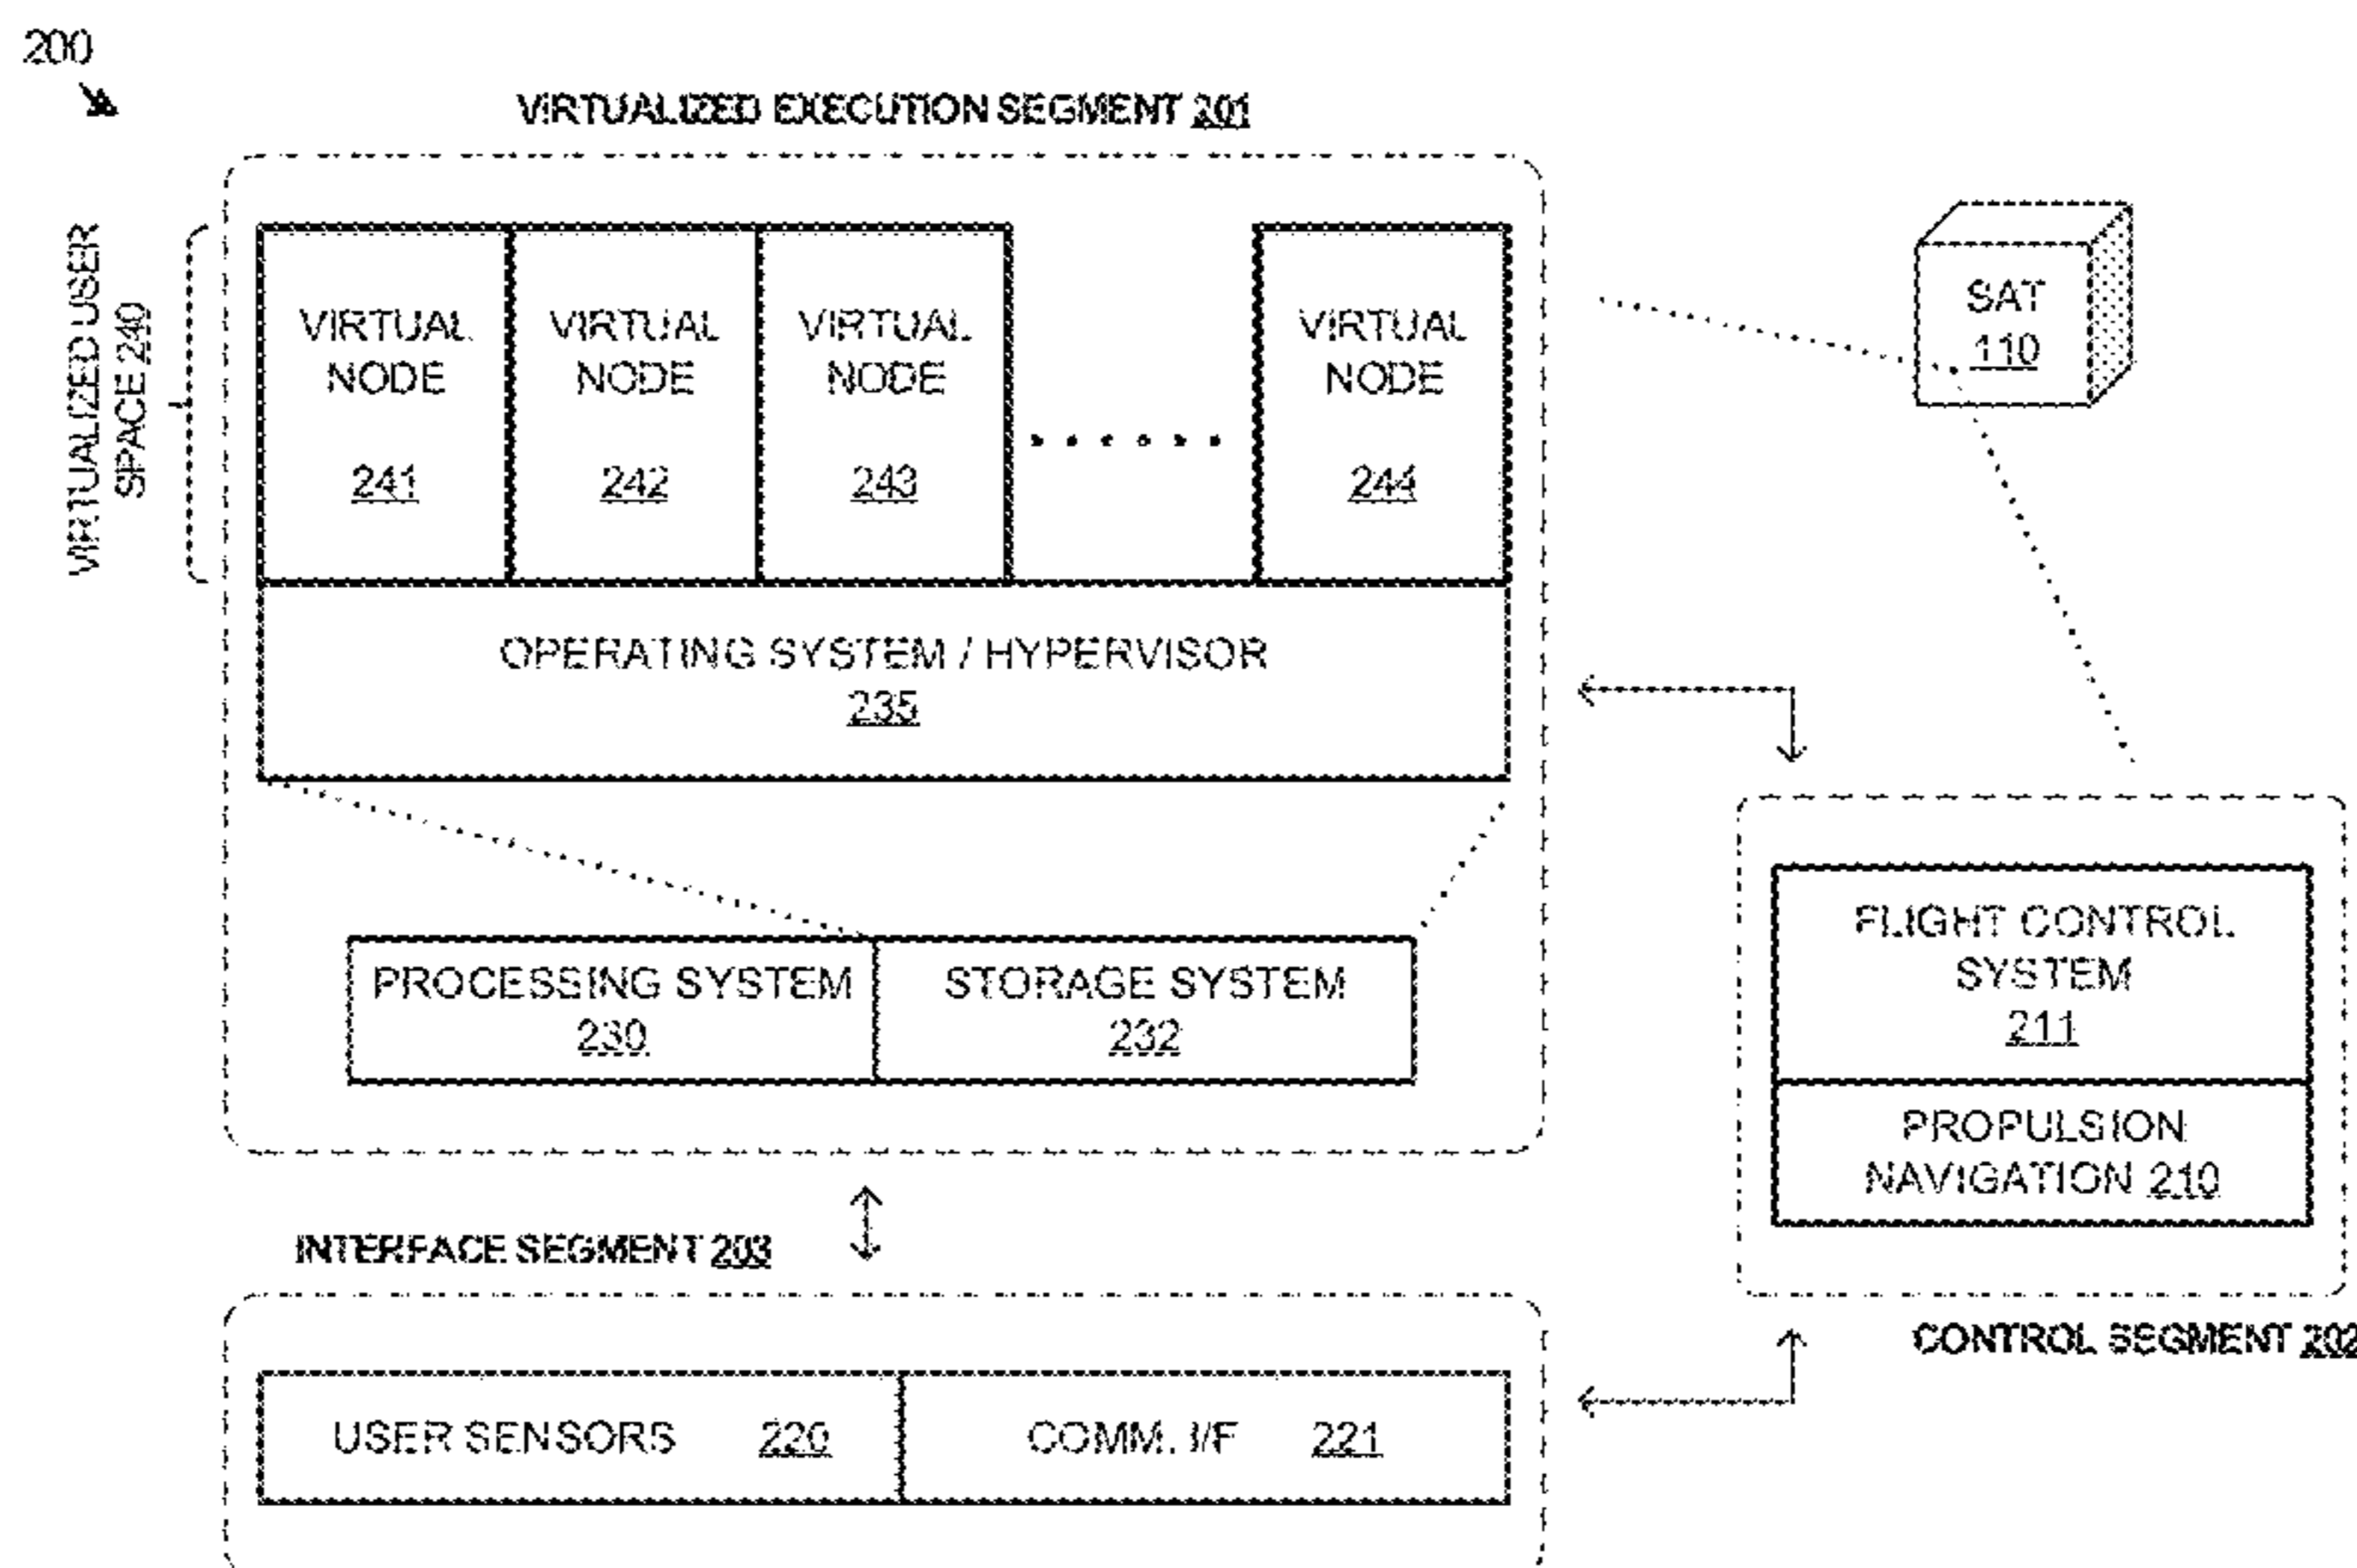 200
VIRTUALIZED EXECUTION SEGMENT 201
VIRTUALIZED USER
SPACE 240
VIRTUAL
NODE
241
VIRTUAL
NODE
242
VIRTUAL
NODE
243
VIRTUAL
NODE
244
SAT
110
OPERATING SYSTEM / HYPERVISOR
235
PROCESSING SYSTEM
230
STORAGE SYSTEM
232
FLIGHT CONTROL
SYSTEM
211
PROPULSION
NAVIGATION 210
INTERFACE SEGMENT 203
CONTROL SEGMENT 202
USER SENSORS 220
COMM. I/F 221